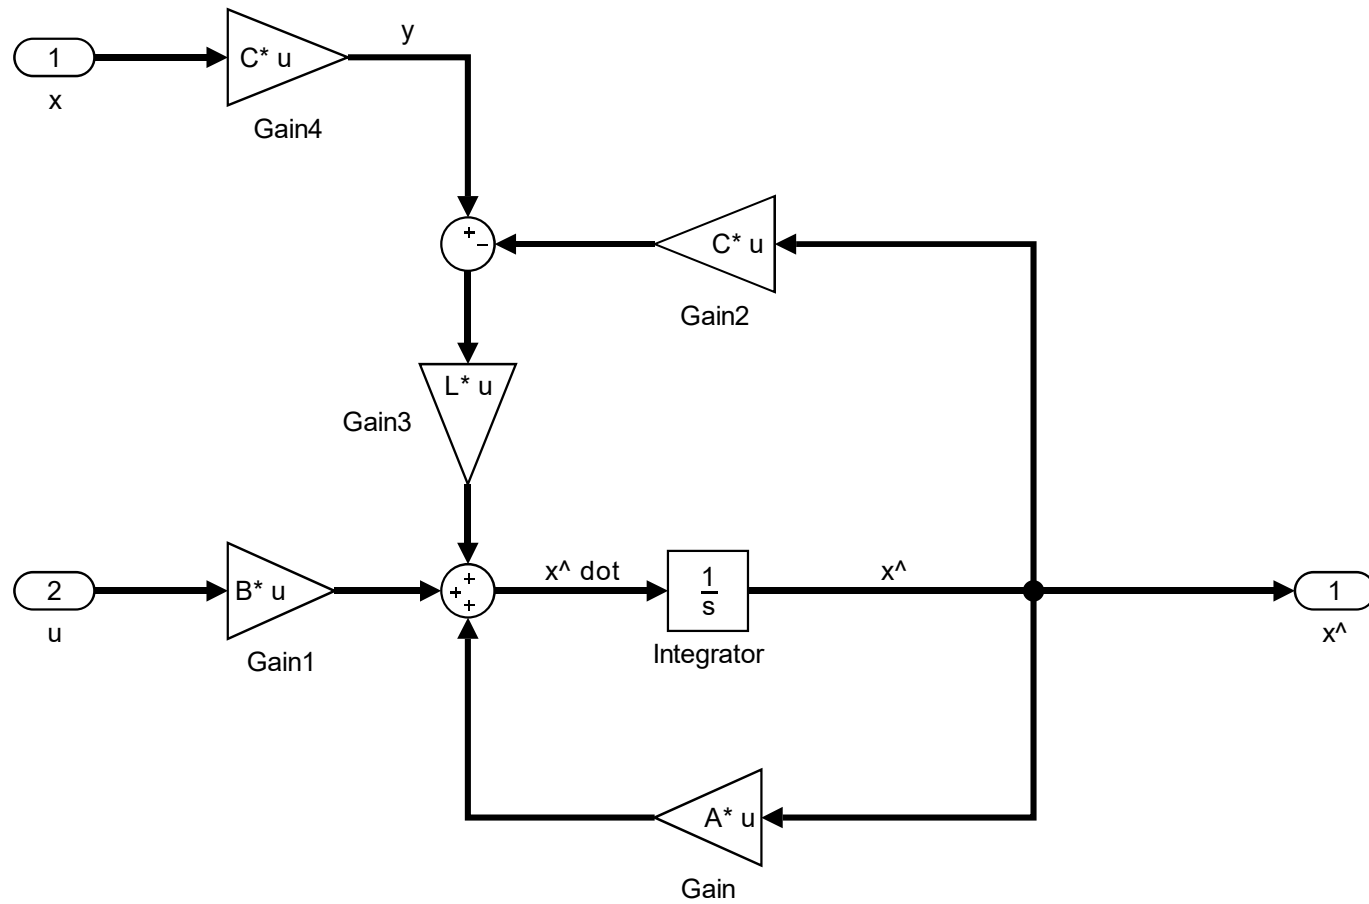 1
x
C* u
Gain4
y
+
−
C* u
Gain2
L* u
Gain3
2
u
B* u
Gain1
+
+
+
x^ dot
1
s
Integrator
x^
1
x^
A* u
Gain